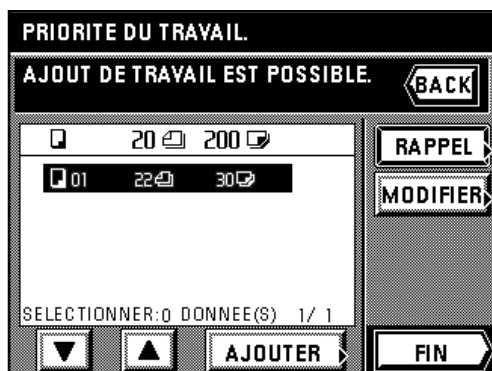 PRIORITE DU TRAVAIL.
AJOUT DE TRAVAIL EST POSSIBLE.
BACK
20 200
RAPPEL
01 22 30
MODIFIER
SELECTIONNER:0 DONNEE(S) 1/ 1
AJOUTER
FIN